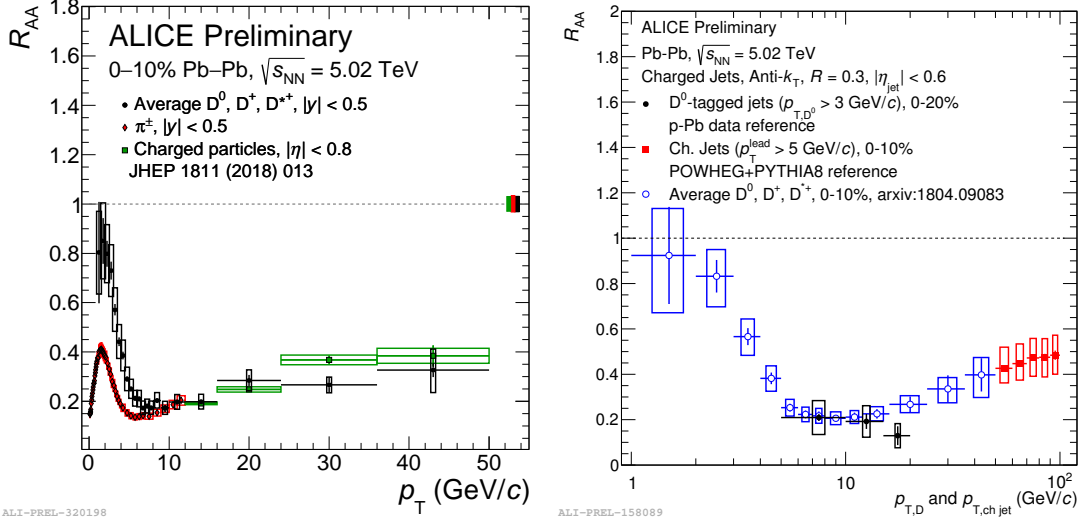 R_AA
1.8
1.6
1.4
1.2
1
0.8
0.6
0.4
0.2
ALICE Preliminary
0−10% Pb−Pb, √s_NN = 5.02 TeV
Average D⁰, D⁺, D*⁺, |y| < 0.5
π±, |y| < 0.5
Charged particles, |η| < 0.8
JHEP 1811 (2018) 013
0 10 20 30 40 50
p_T (GeV/c)
ALI-PREL-320198
R_AA
2
1.8
1.6
1.4
1.2
1
0.8
0.6
0.4
0.2
0
ALICE Preliminary
Pb-Pb, √s_NN = 5.02 TeV
Charged Jets, Anti-k_T, R = 0.3, |η_jet| < 0.6
D⁰-tagged jets (p_T,D⁰ > 3 GeV/c), 0-20%
p-Pb data reference
Ch. Jets (p_T^lead > 5 GeV/c), 0-10%
POWHEG+PYTHIA8 reference
Average D⁰, D⁺, D*⁺, 0-10%, arxiv:1804.09083
1 10 10²
p_T,D and p_T,ch jet (GeV/c)
ALI-PREL-158089